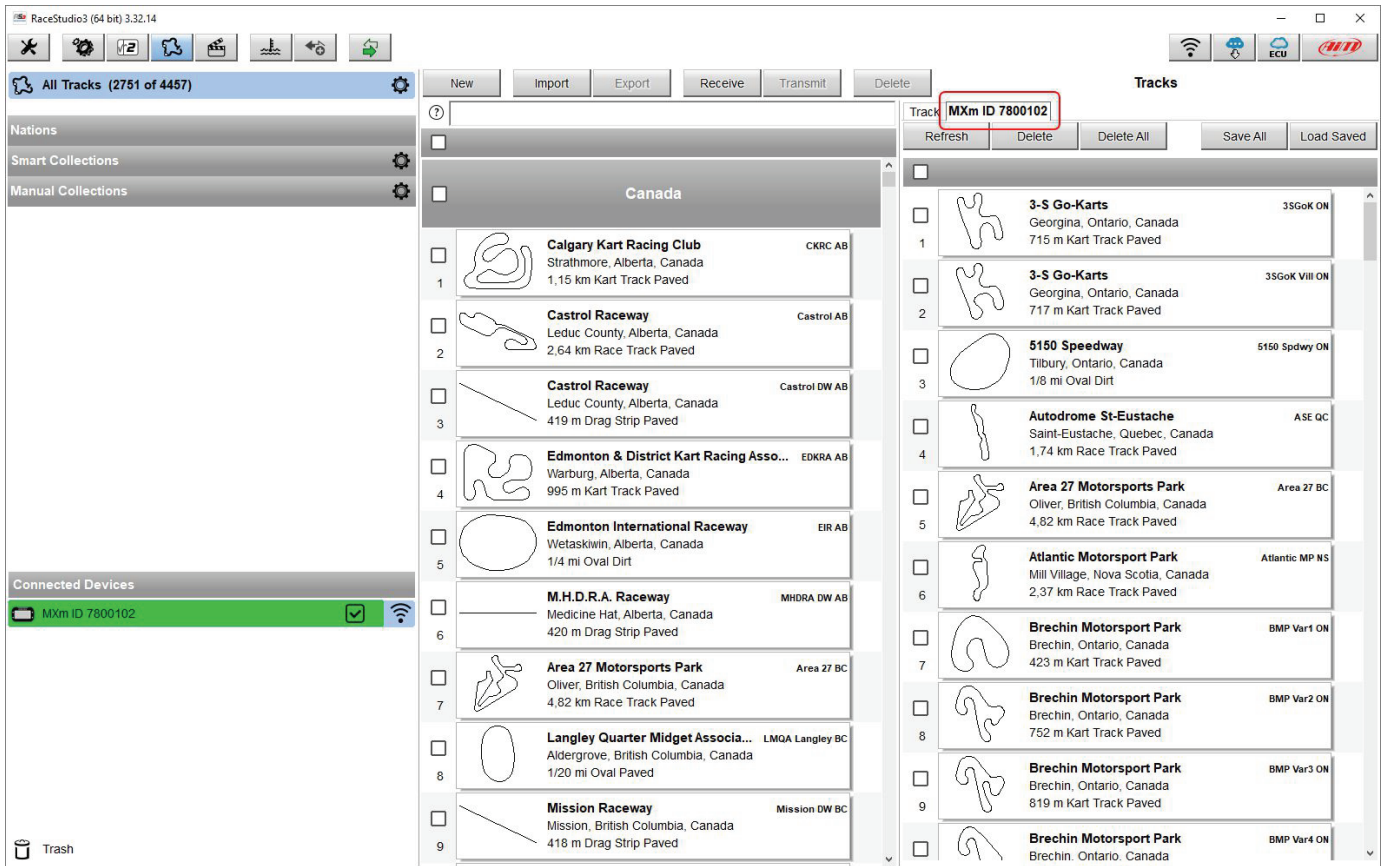 RaceStudio3 (64 bit) 3.32.14
ECU
AiM
All Tracks (2751 of 4457)
Nations
Smart Collections
Manual Collections
Connected Devices
MXm ID 7800102
Trash
New Import Export Receive Transmit Delete
?
Canada
Calgary Kart Racing Club CKRC AB
Strathmore, Alberta, Canada
1 1,15 km Kart Track Paved
Castrol Raceway Castrol AB
Leduc County, Alberta, Canada
2 2,64 km Race Track Paved
Castrol Raceway Castrol DW AB
Leduc County, Alberta, Canada
3 419 m Drag Strip Paved
Edmonton & District Kart Racing Asso... EDKRA AB
Warburg, Alberta, Canada
4 995 m Kart Track Paved
Edmonton International Raceway EIR AB
Wetaskiwin, Alberta, Canada
5 1/4 mi Oval Dirt
M.H.D.R.A. Raceway MHDRA DW AB
Medicine Hat, Alberta, Canada
6 420 m Drag Strip Paved
Area 27 Motorsports Park Area 27 BC
Oliver, British Columbia, Canada
7 4,82 km Race Track Paved
Langley Quarter Midget Associa... LMQA Langley BC
Aldergrove, British Columbia, Canada
8 1/20 mi Oval Paved
Mission Raceway Mission DW BC
Mission, British Columbia, Canada
9 418 m Drag Strip Paved
Tracks
Track MXm ID 7800102
Refresh Delete Delete All Save All Load Saved
3-S Go-Karts 3SGoK ON
Georgina, Ontario, Canada
1 715 m Kart Track Paved
3-S Go-Karts 3SGoK Vill ON
Georgina, Ontario, Canada
2 717 m Kart Track Paved
5150 Speedway 5150 Spdwy ON
Tilbury, Ontario, Canada
3 1/8 mi Oval Dirt
Autodrome St-Eustache ASE QC
Saint-Eustache, Quebec, Canada
4 1,74 km Race Track Paved
Area 27 Motorsports Park Area 27 BC
Oliver, British Columbia, Canada
5 4,82 km Race Track Paved
Atlantic Motorsport Park Atlantic MP NS
Mill Village, Nova Scotia, Canada
6 2,37 km Race Track Paved
Brechin Motorsport Park BMP Var1 ON
Brechin, Ontario, Canada
7 423 m Kart Track Paved
Brechin Motorsport Park BMP Var2 ON
Brechin, Ontario, Canada
8 752 m Kart Track Paved
Brechin Motorsport Park BMP Var3 ON
Brechin, Ontario, Canada
9 819 m Kart Track Paved
Brechin Motorsport Park BMP Var4 ON
Brechin, Ontario, Canada